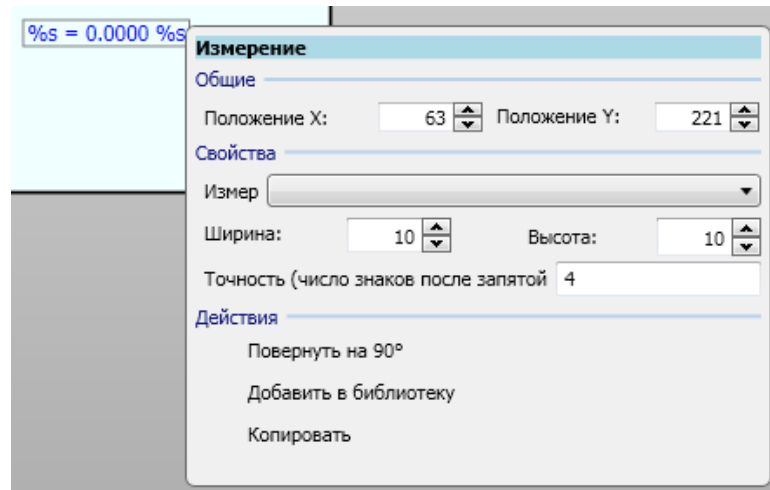 %s = 0.0000 %s
Измерение
Общие
Положение X: 63 Положение Y: 221
Свойства
Измер
Ширина: 10 Высота: 10
Точность (число знаков после запятой 4
Действия
Повернуть на 90°
Добавить в библиотеку
Копировать